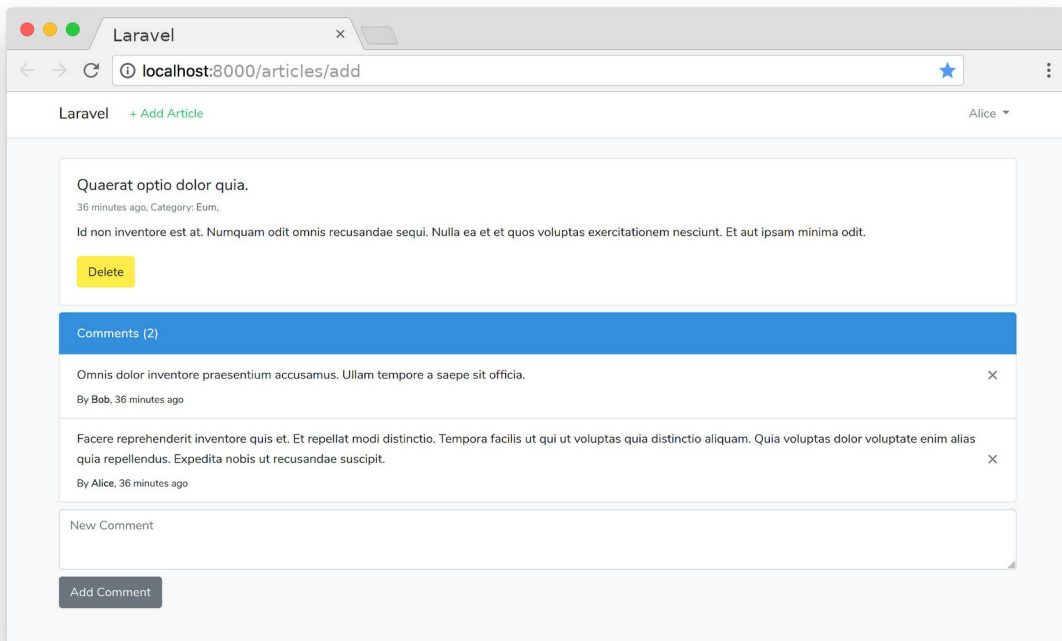 Laravel
localhost:8000/articles/add
Laravel + Add Article Alice
Quaerat optio dolor quia.
36 minutes ago, Category: Eum,
Id non inventore est at. Numquam odit omnis recusandae sequi. Nulla ea et et quos voluptas exercitationem nesciunt. Et aut ipsam minima odit.
Delete
Comments (2)
Omnis dolor inventore praesentium accusamus. Ullam tempore a saepe sit officia.
By Bob, 36 minutes ago
Facere reprehenderit inventore quis et. Et repellat modi distinctio. Tempora facilis ut qui ut voluptas quia distinctio aliquam. Quia voluptas dolor voluptate enim alias
quia repellendus. Expedita nobis ut recusandae suscipit.
By Alice, 36 minutes ago
New Comment
Add Comment